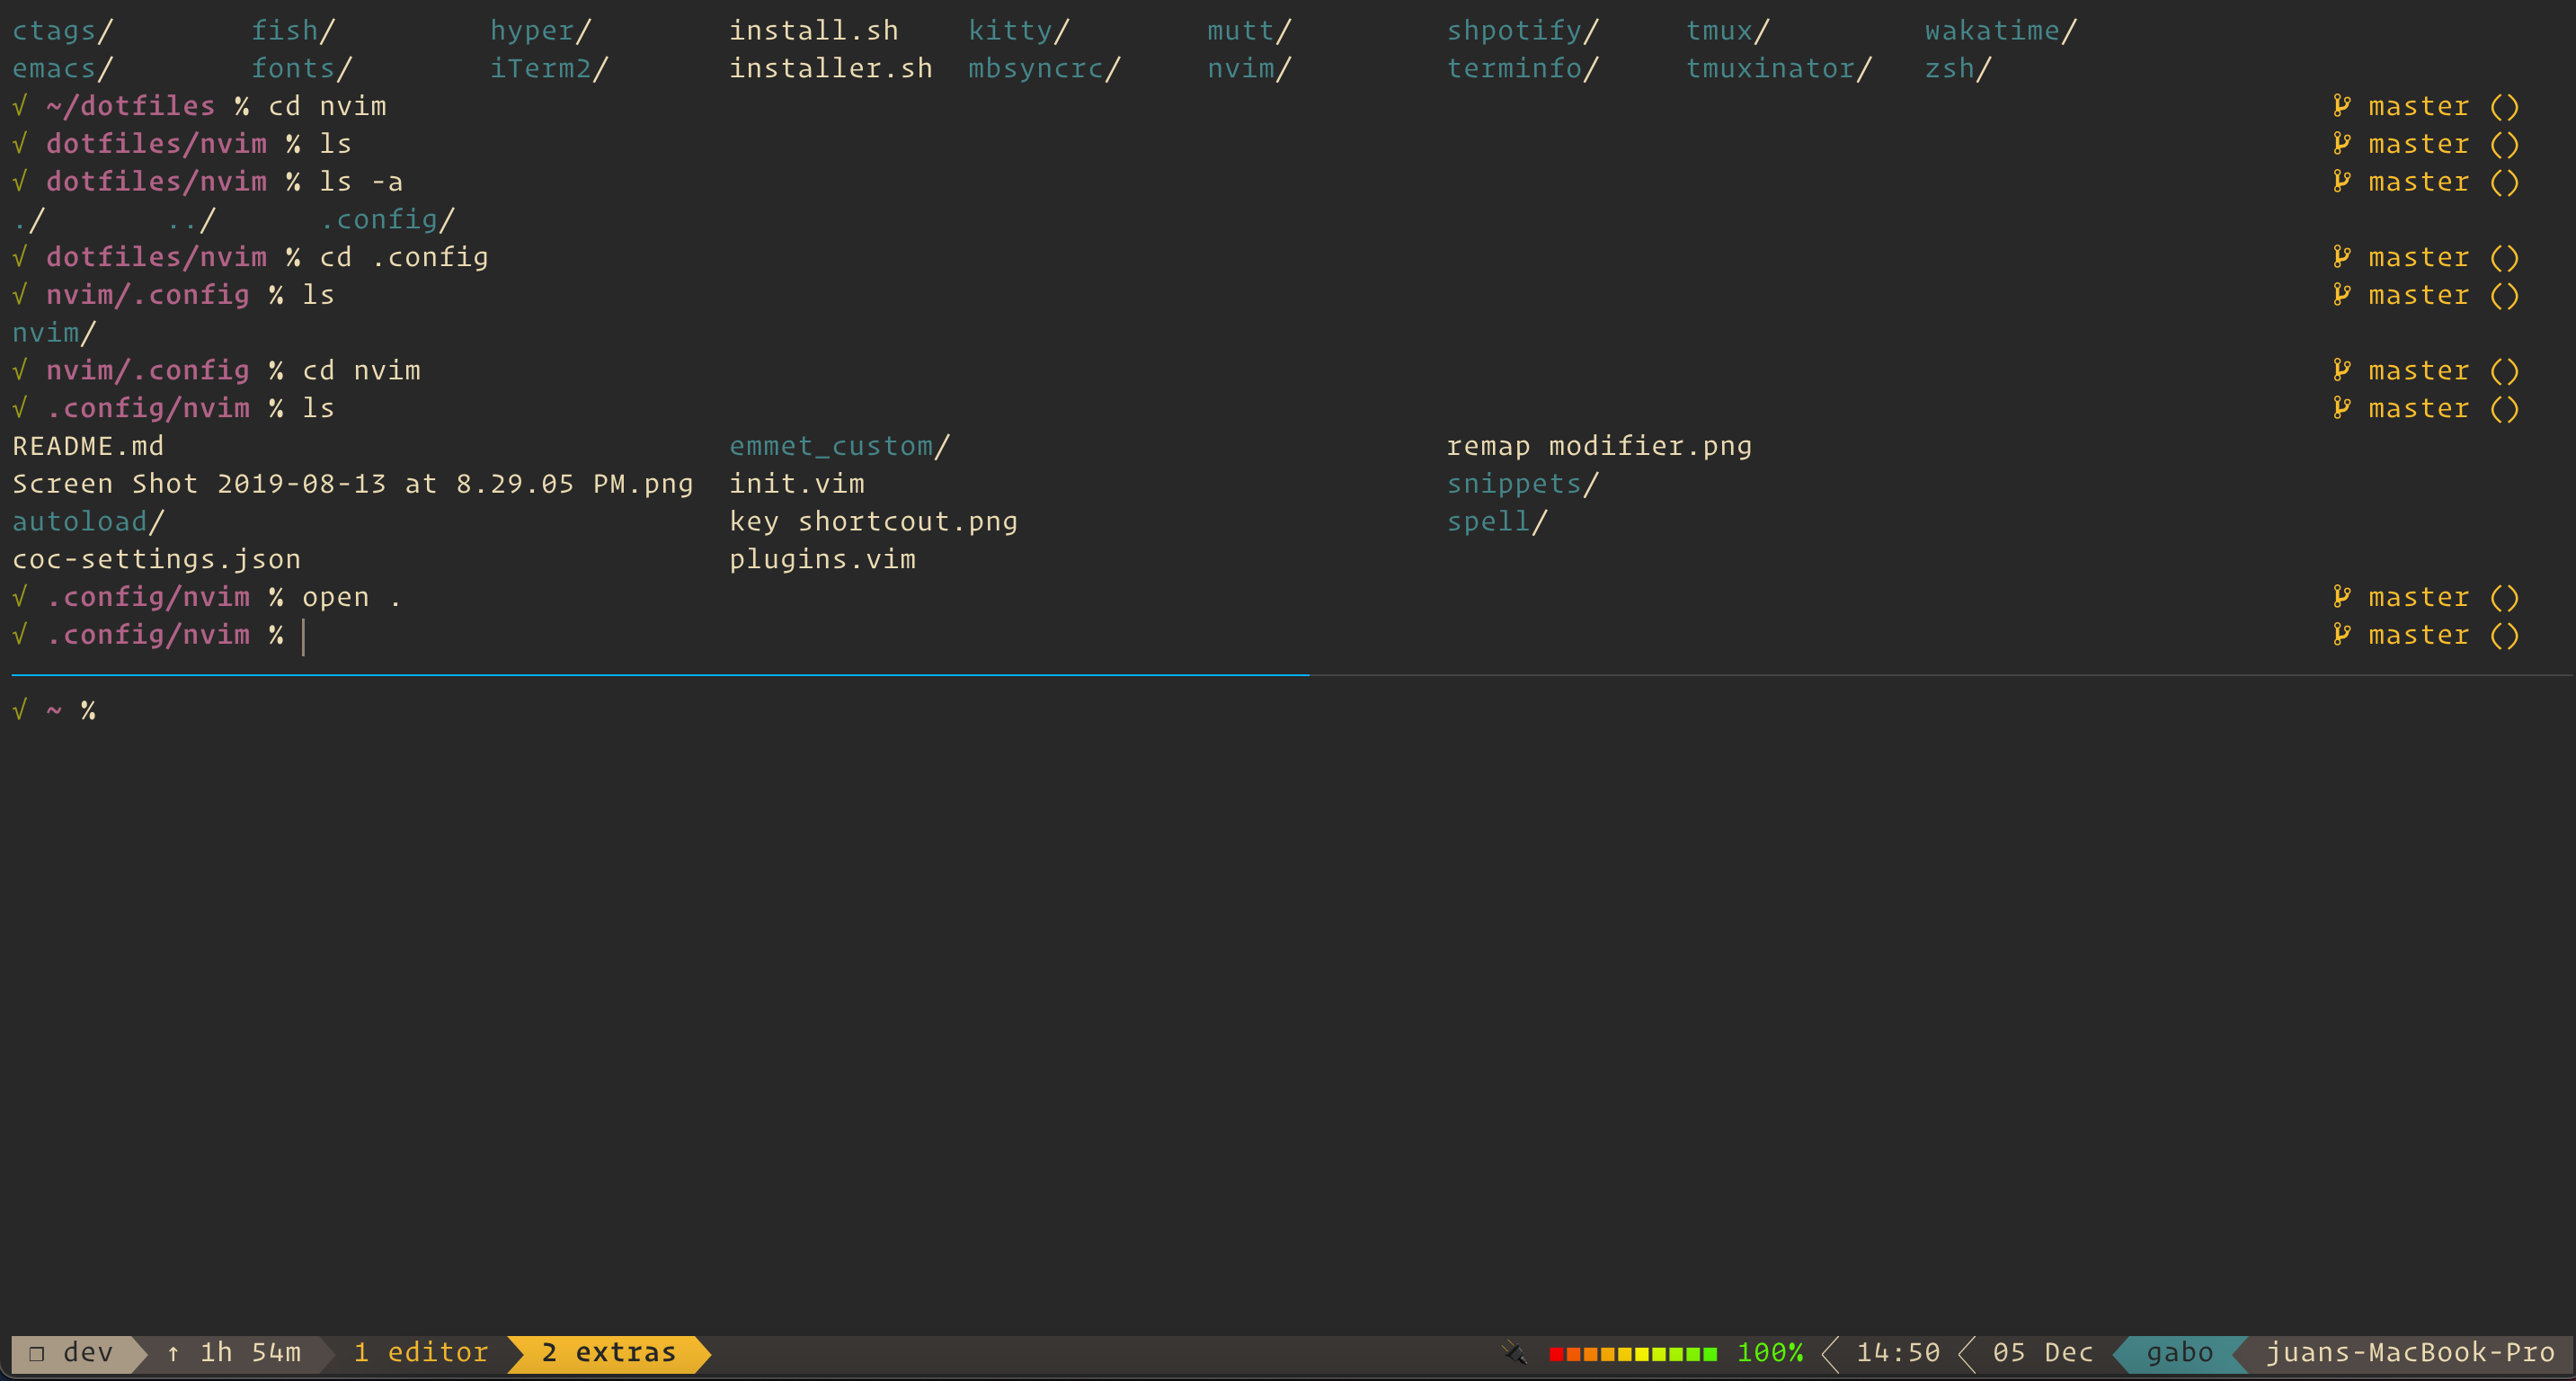 ctags/ fish/ hyper/ install.sh kitty/ mutt/ shpotify/ tmux/ wakatime/
emacs/ fonts/ iTerm2/ installer.sh mbsyncrc/ nvim/ terminfo/ tmuxinator/ zsh/
√ ~/dotfiles % cd nvim master ()
√ dotfiles/nvim % ls master ()
√ dotfiles/nvim % ls -a master ()
./ ../ .config/
√ dotfiles/nvim % cd .config master ()
√ nvim/.config % ls master ()
nvim/
√ nvim/.config % cd nvim master ()
√ .config/nvim % ls master ()
README.md emmet_custom/ remap modifier.png
Screen Shot 2019-08-13 at 8.29.05 PM.png init.vim snippets/
autoload/ key shortcout.png spell/
coc-settings.json plugins.vim
√ .config/nvim % open . master ()
√ .config/nvim % master ()
√ ~ %
❐ dev ↑ 1h 54m 1 editor 2 extras 100% 14:50 05 Dec gabo juans-MacBook-Pro